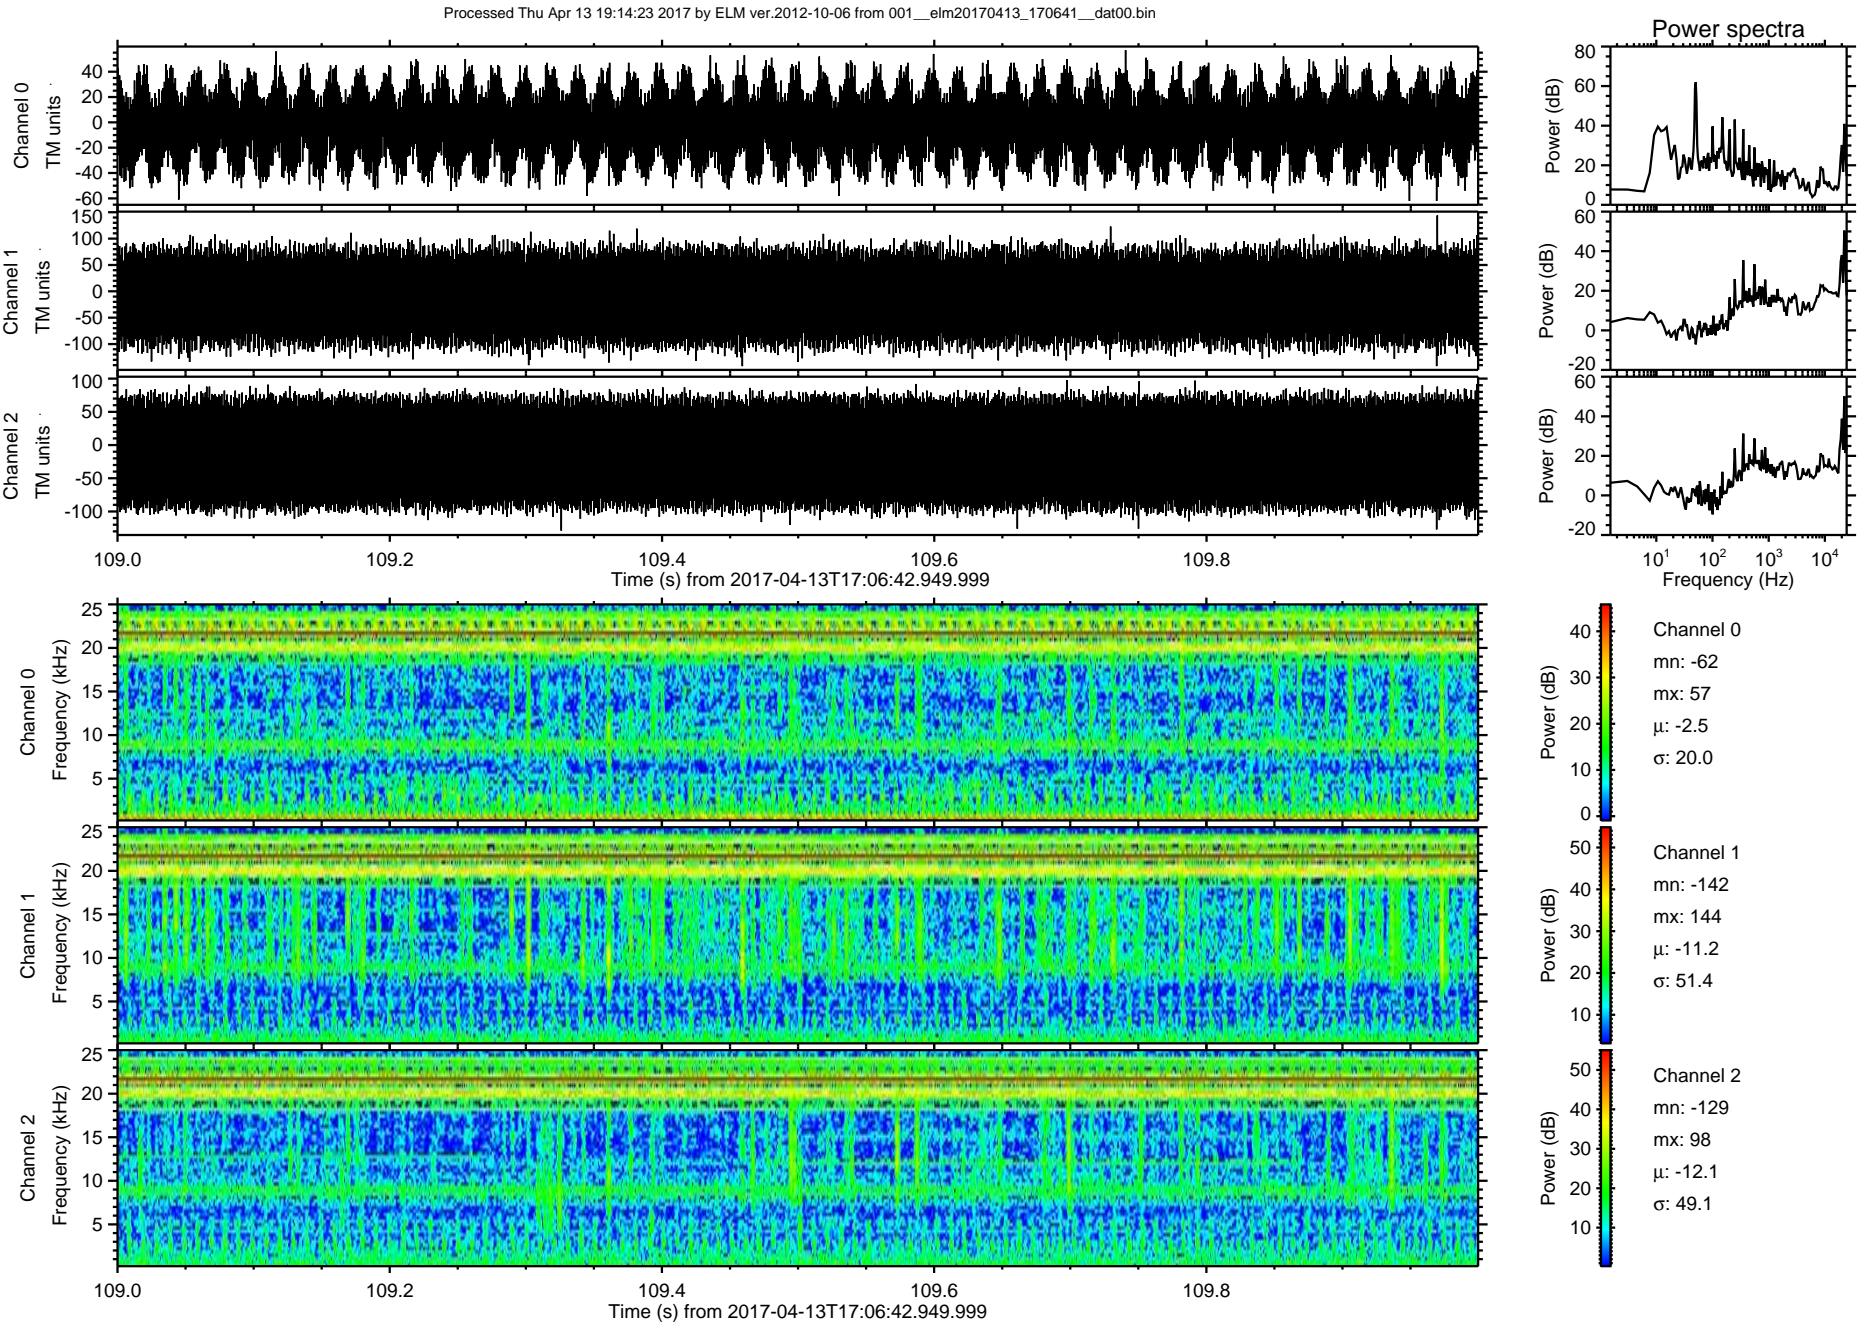 Processed Thu Apr 13 19:14:23 2017 by ELM ver.2012-10-06 from 001__elm20170413_170641__dat00.bin
Power spectra
Channel 0
TM units
40
20
0
-20
-40
-60
Power (dB)
80
60
40
20
0
Channel 1
TM units
150
100
50
0
-50
-100
Power (dB)
60
40
20
0
-20
Channel 2
TM units
100
50
0
-50
-100
Power (dB)
60
40
20
0
-20
109.0 109.2 109.4 109.6 109.8
Time (s) from 2017-04-13T17:06:42.949.999
10^1 10^2 10^3 10^4
Frequency (Hz)
Channel 0
Frequency (kHz)
25
20
15
10
5
Power (dB)
40
30
20
10
0
Channel 0
mn: -62
mx: 57
μ: -2.5
σ: 20.0
Channel 1
Frequency (kHz)
25
20
15
10
5
Power (dB)
50
40
30
20
10
Channel 1
mn: -142
mx: 144
μ: -11.2
σ: 51.4
Channel 2
Frequency (kHz)
25
20
15
10
5
Power (dB)
50
40
30
20
10
Channel 2
mn: -129
mx: 98
μ: -12.1
σ: 49.1
109.0 109.2 109.4 109.6 109.8
Time (s) from 2017-04-13T17:06:42.949.999